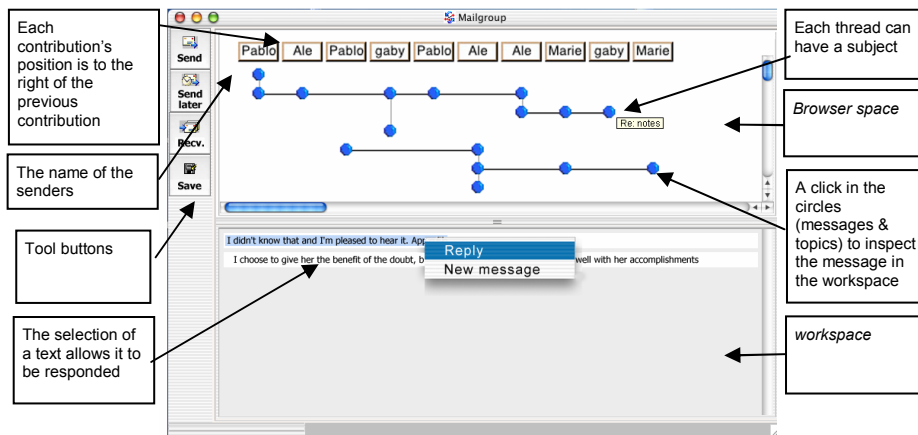 Each
contribution's
position is to the
right of the
previous
contribution
The name of the
senders
Tool buttons
The selection of
a text allows it to
be responded
Mailgroup
Send
Send
later
Recv.
Save
Pablo Ale Pablo gaby Pablo Ale Ale Marie gaby Marie
Re: notes
I didn't know that and I'm pleased to hear it.
Reply
New message
I choose to give her the benefit of the doubt, well with her accomplishments
Each thread can
have a subject
Browser space
A click in the
circles
(messages &
topics) to inspect
the message in
the workspace
workspace